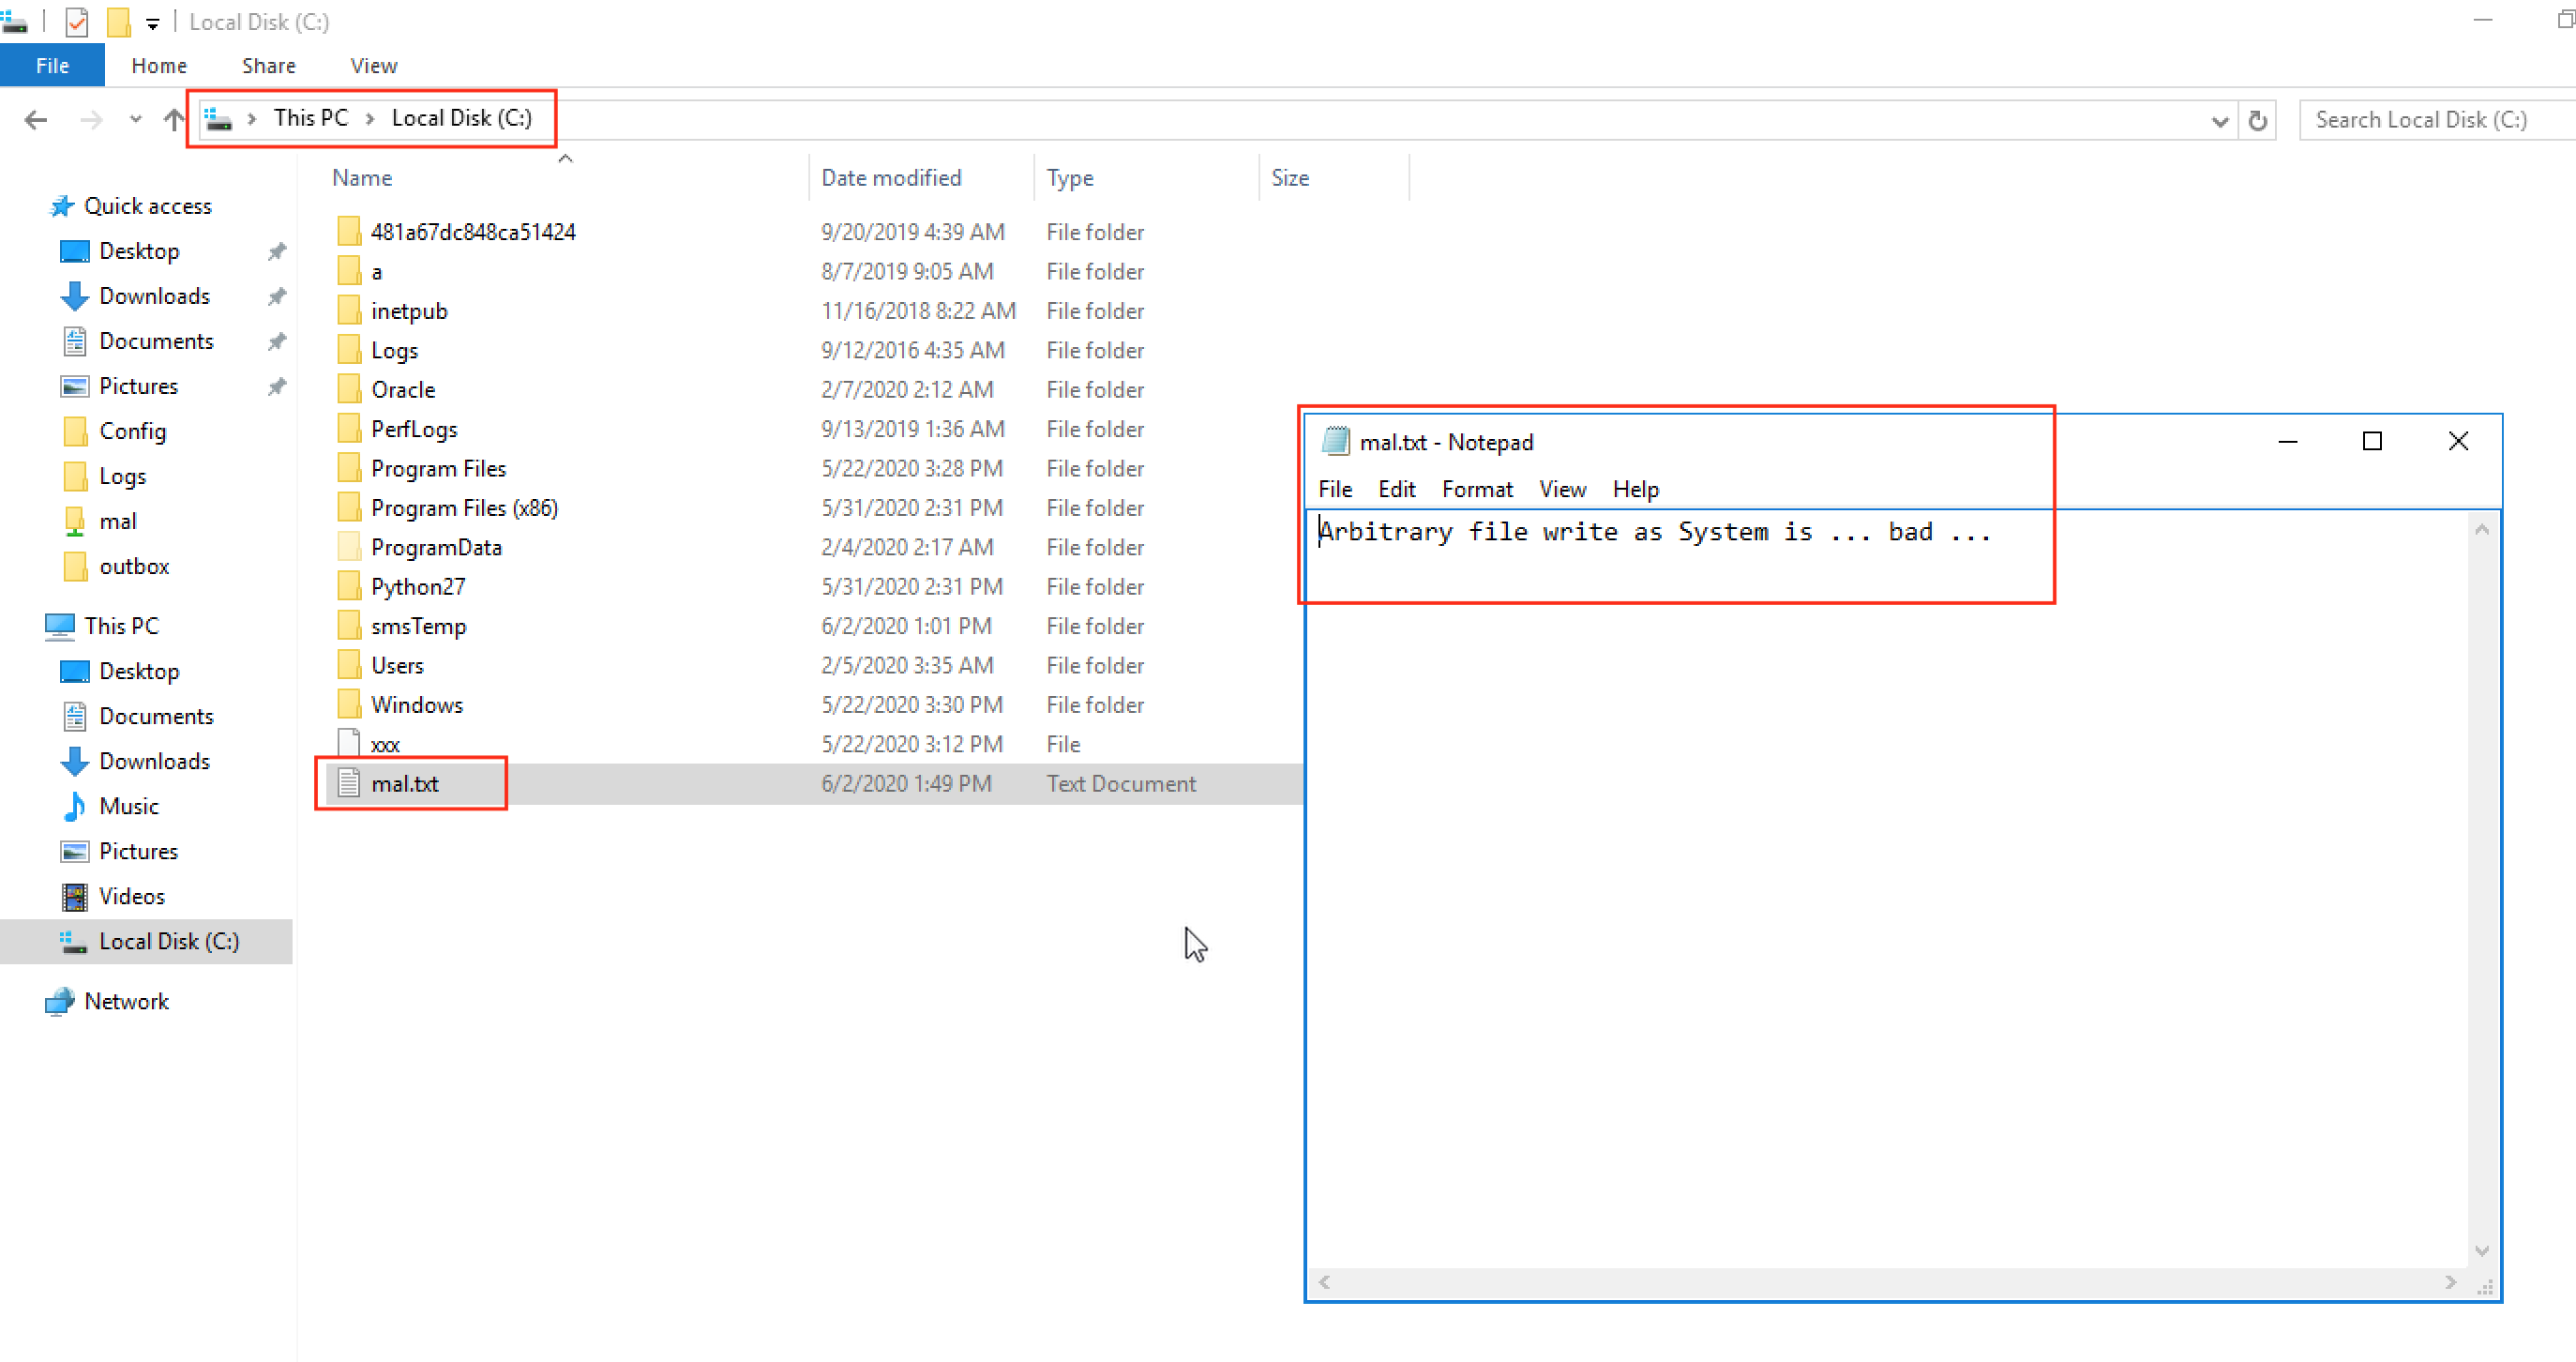 Local Disk (C:)
File Home Share View
This PC Local Disk (C:)
Search Local Disk (C:)
Name Date modified Type Size
Quick access
Desktop
Downloads
Documents
Pictures
Config
Logs
mal
outbox
This PC
Desktop
Documents
Downloads
Music
Pictures
Videos
Local Disk (C:)
Network
481a67dc848ca51424 9/20/2019 4:39 AM File folder
a 8/7/2019 9:05 AM File folder
inetpub 11/16/2018 8:22 AM File folder
Logs 9/12/2016 4:35 AM File folder
Oracle 2/7/2020 2:12 AM File folder
PerfLogs 9/13/2019 1:36 AM File folder
Program Files 5/22/2020 3:28 PM File folder
Program Files (x86) 5/31/2020 2:31 PM File folder
ProgramData 2/4/2020 2:17 AM File folder
Python27 5/31/2020 2:31 PM File folder
smsTemp 6/2/2020 1:01 PM File folder
Users 2/5/2020 3:35 AM File folder
Windows 5/22/2020 3:30 PM File folder
xxx 5/22/2020 3:12 PM File
mal.txt 6/2/2020 1:49 PM Text Document
mal.txt - Notepad
File Edit Format View Help
Arbitrary file write as System is ... bad ...